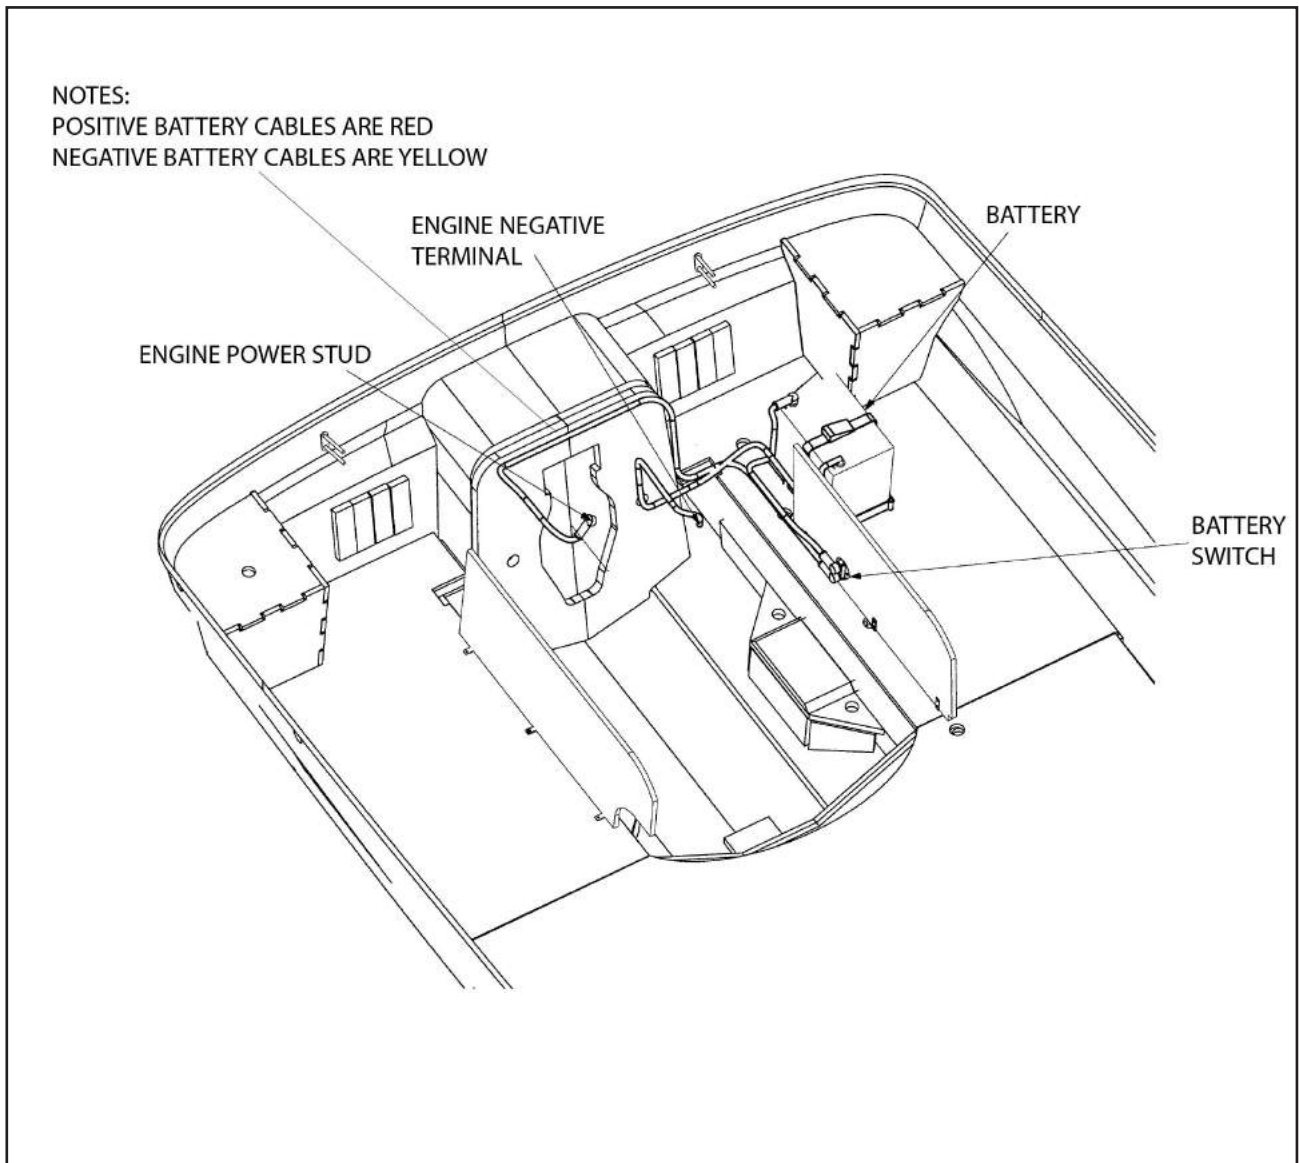 NOTES:
POSITIVE BATTERY CABLES ARE RED
NEGATIVE BATTERY CABLES ARE YELLOW
ENGINE NEGATIVE
TERMINAL
BATTERY
ENGINE POWER STUD
BATTERY
SWITCH